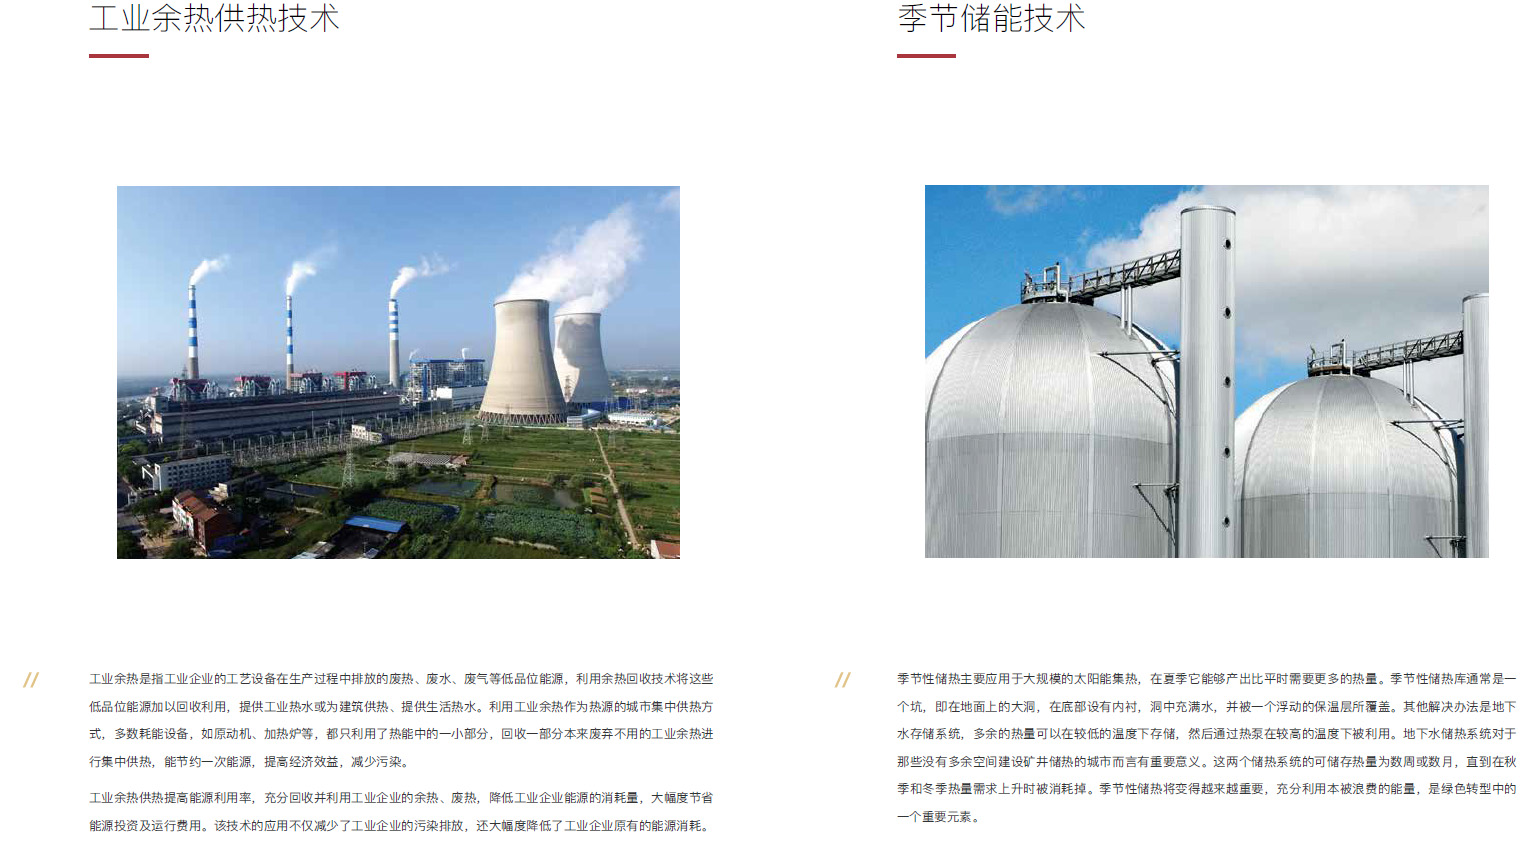 工业余热供热技术
工业余热是指工业企业的工艺设备在生产过程中排放的废热、废水、废气等低品位能源，利用余热回收技术将这些
低品位能源加以回收利用，提供工业热水或为建筑供热、提供生活热水。利用工业余热作为热源的城市集中供热方
式，多数耗能设备，如原动机、加热炉等，都只利用了热能中的一小部分，回收一部分本来废弃不用的工业余热进
行集中供热，能节约一次能源，提高经济效益，减少污染。
工业余热供热提高能源利用率，充分回收并利用工业企业的余热、废热，降低工业企业能源的消耗量，大幅度节省
能源投资及运行费用。该技术的应用不仅减少了工业企业的污染排放，还大幅度降低了工业企业原有的能源消耗。
季节储能技术
季节性储热主要应用于大规模的太阳能集热，在夏季它能够产出比平时需要更多的热量。季节性储热库通常是一
个坑，即在地面上的大洞，在底部设有内衬，洞中充满水，并被一个浮动的保温层所覆盖。其他解决办法是地下
水存储系统，多余的热量可以在较低的温度下存储，然后通过热泵在较高的温度下被利用。地下水储热系统对于
那些没有多余空间建设矿井储热的城市而言有重要意义。这两个储热系统的可储存热量为数周或数月，直到在秋
季和冬季热量需求上升时被消耗掉。季节性储热将变得越来越重要，充分利用本被浪费的能量，是绿色转型中的
一个重要元素。